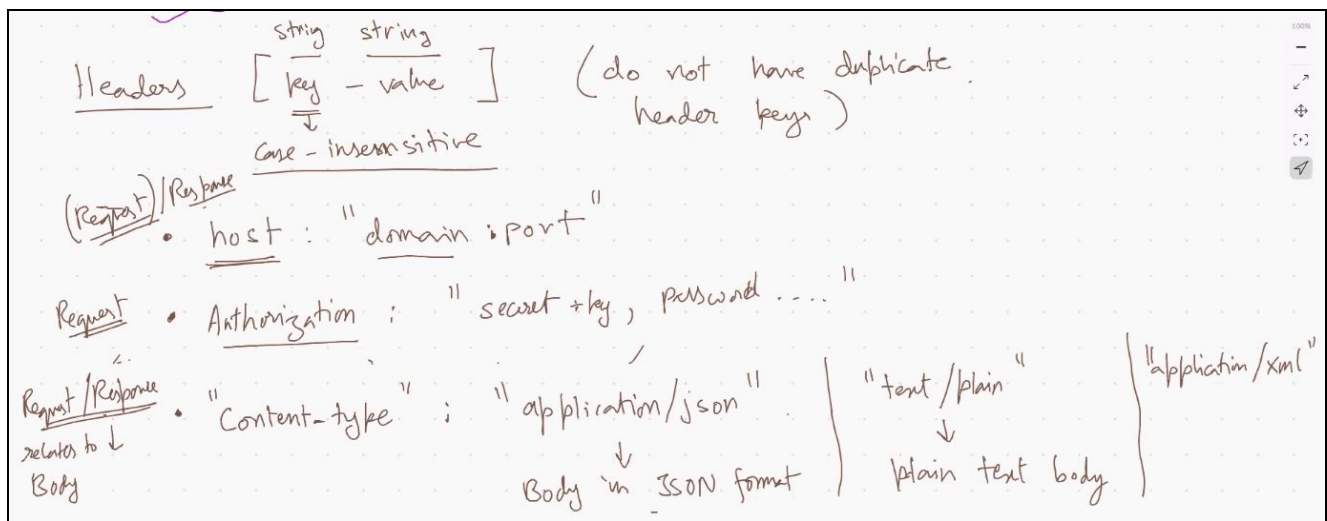 100%
string string
Headers [ key - value ] (do not have duplicate
header keys)
case-insensitive
(Request)/Response
• host : "domain : port"
Request • Authorization : "secret + key, password ...."
Request/Response • "Content-type" : "application/json" | "text/plain" | "application/xml"
relates to ↓ ↓ ↓
Body Body in JSON format plain text body